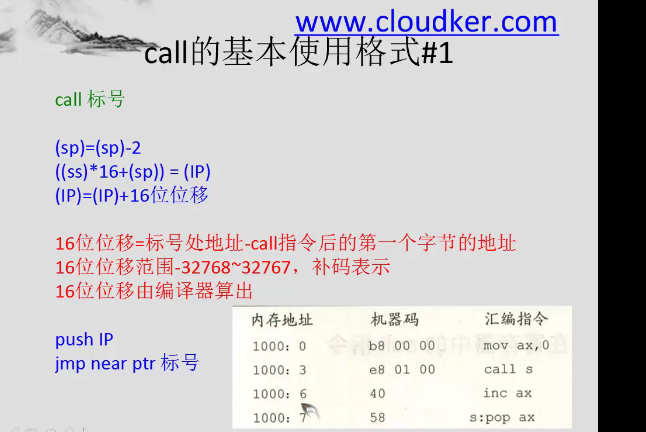 www.cloudker.com
call的基本使用格式#1
call 标号
(sp)=(sp)-2
((ss)*16+(sp)) = (IP)
(IP)=(IP)+16位位移
16位位移=标号处地址-call指令后的第一个字节的地址
16位位移范围-32768~32767，补码表示
16位位移由编译器算出
push IP
jmp near ptr 标号
内存地址 机器码 汇编指令
1000：0 b8 00 00 mov ax,0
1000：3 e8 01 00 call s
1000：6 40 inc ax
1000：7 58 s:pop ax